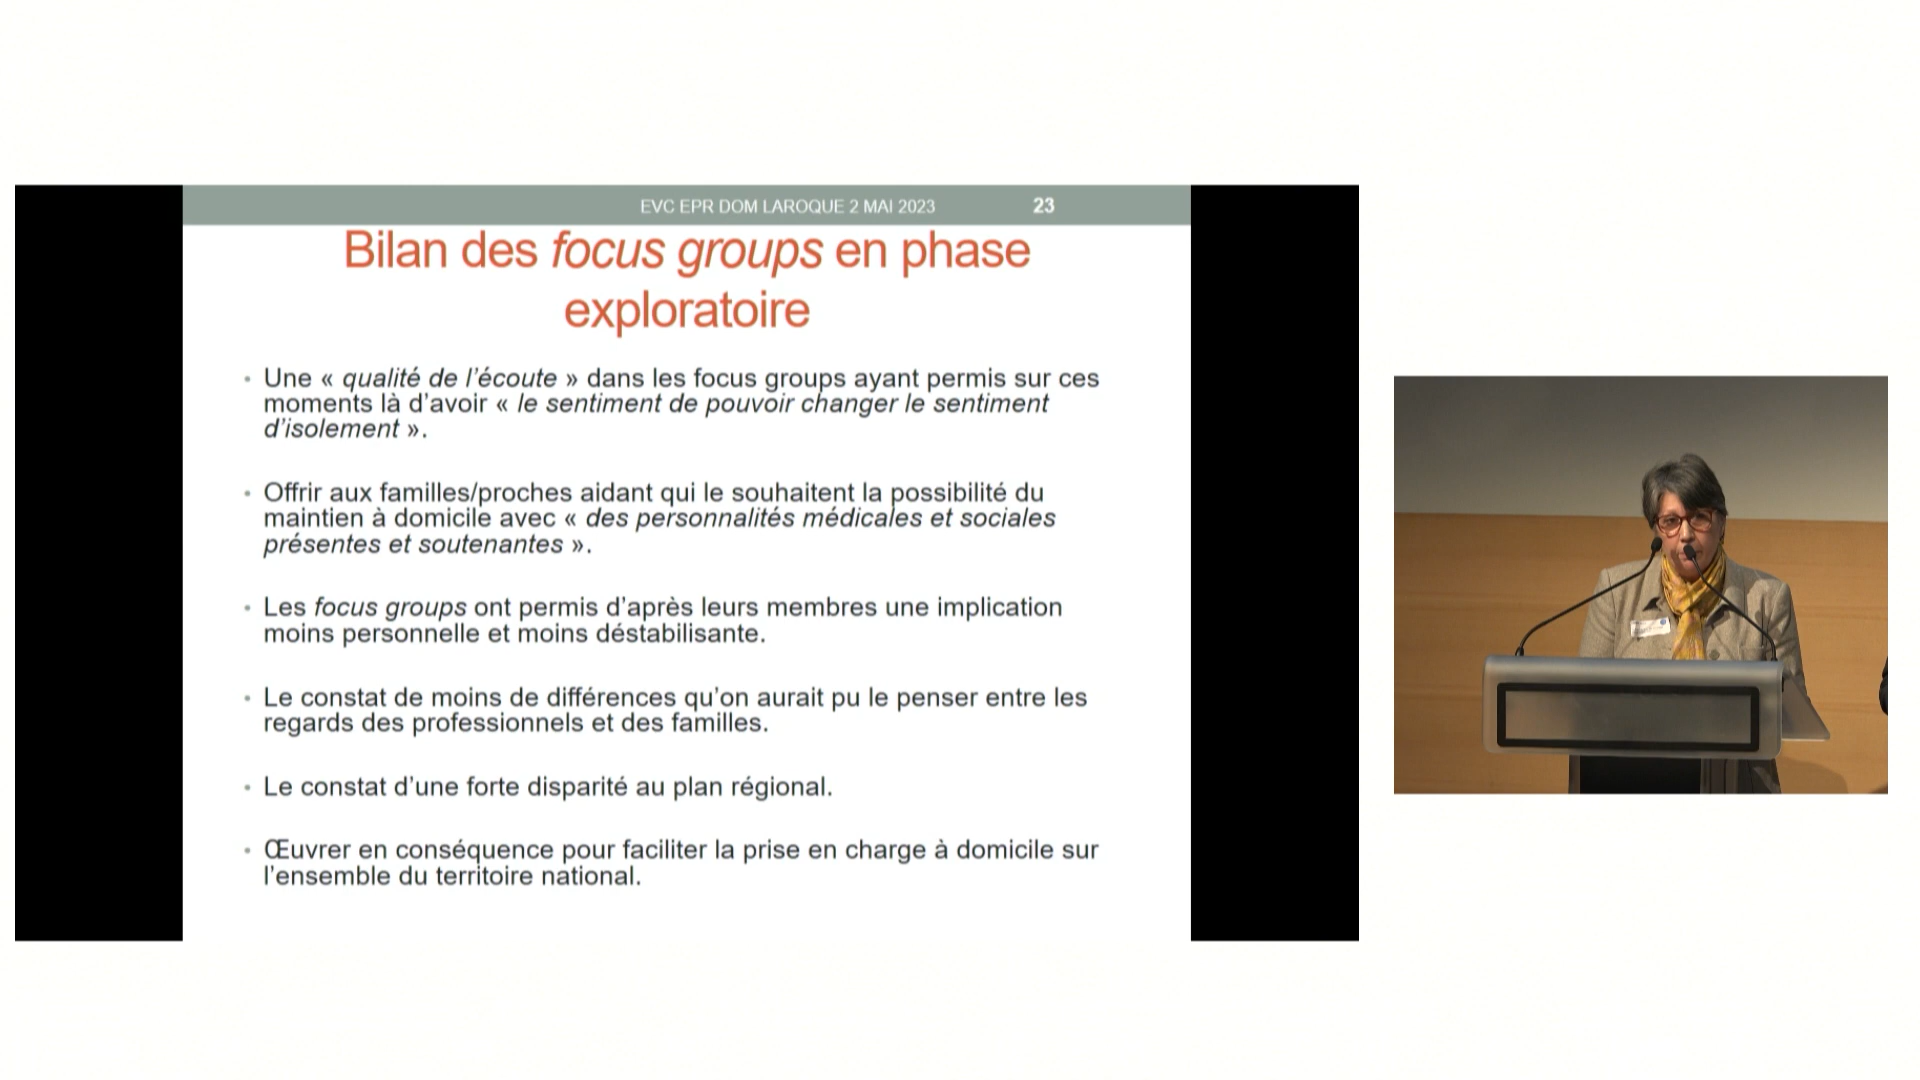 EVC EPR DOM LAROQUE 2 MAI 2023 23
Bilan des focus groups en phase
exploratoire
• Une « qualité de l'écoute » dans les focus groups ayant permis sur ces
moments là d'avoir « le sentiment de pouvoir changer le sentiment
d'isolement ».
• Offrir aux familles/proches aidant qui le souhaitent la possibilité du
maintien à domicile avec « des personnalités médicales et sociales
présentes et soutenantes ».
• Les focus groups ont permis d'après leurs membres une implication
moins personnelle et moins déstabilisante.
• Le constat de moins de différences qu'on aurait pu le penser entre les
regards des professionnels et des familles.
• Le constat d'une forte disparité au plan régional.
• Œuvrer en conséquence pour faciliter la prise en charge à domicile sur
l'ensemble du territoire national.